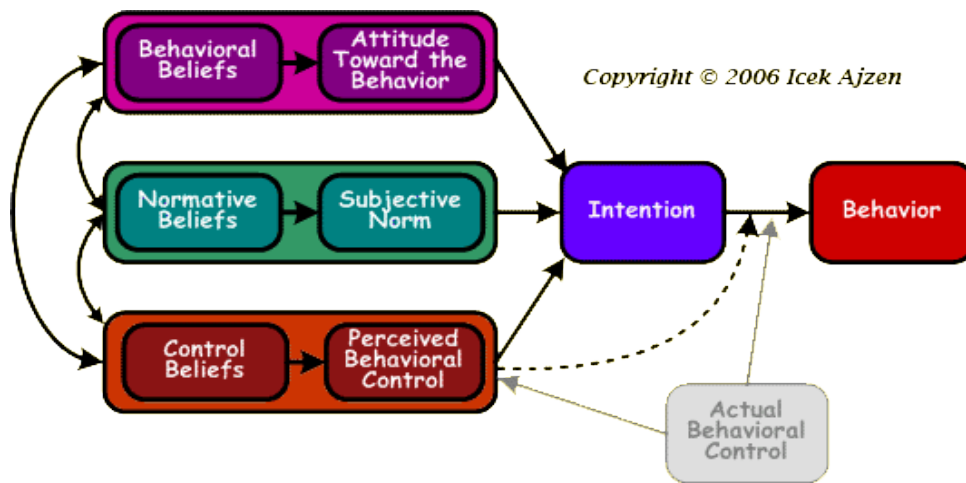 Behavioral
Beliefs
Attitude
Toward the
Behavior
Copyright © 2006 Icek Ajzen
Normative
Beliefs
Subjective
Norm
Intention
Behavior
Control
Beliefs
Perceived
Behavioral
Control
Actual
Behavioral
Control